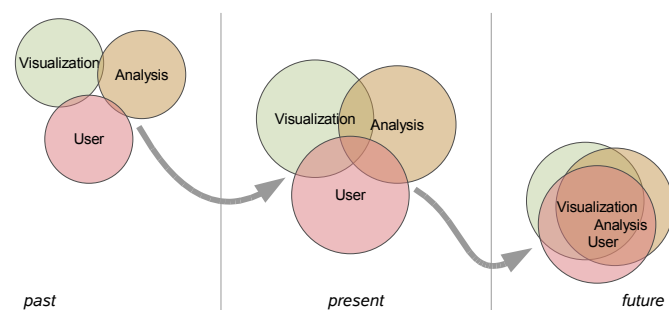 Visualization
Analysis
User
Visualization
Analysis
User
Visualization
Analysis
User
past
present
future